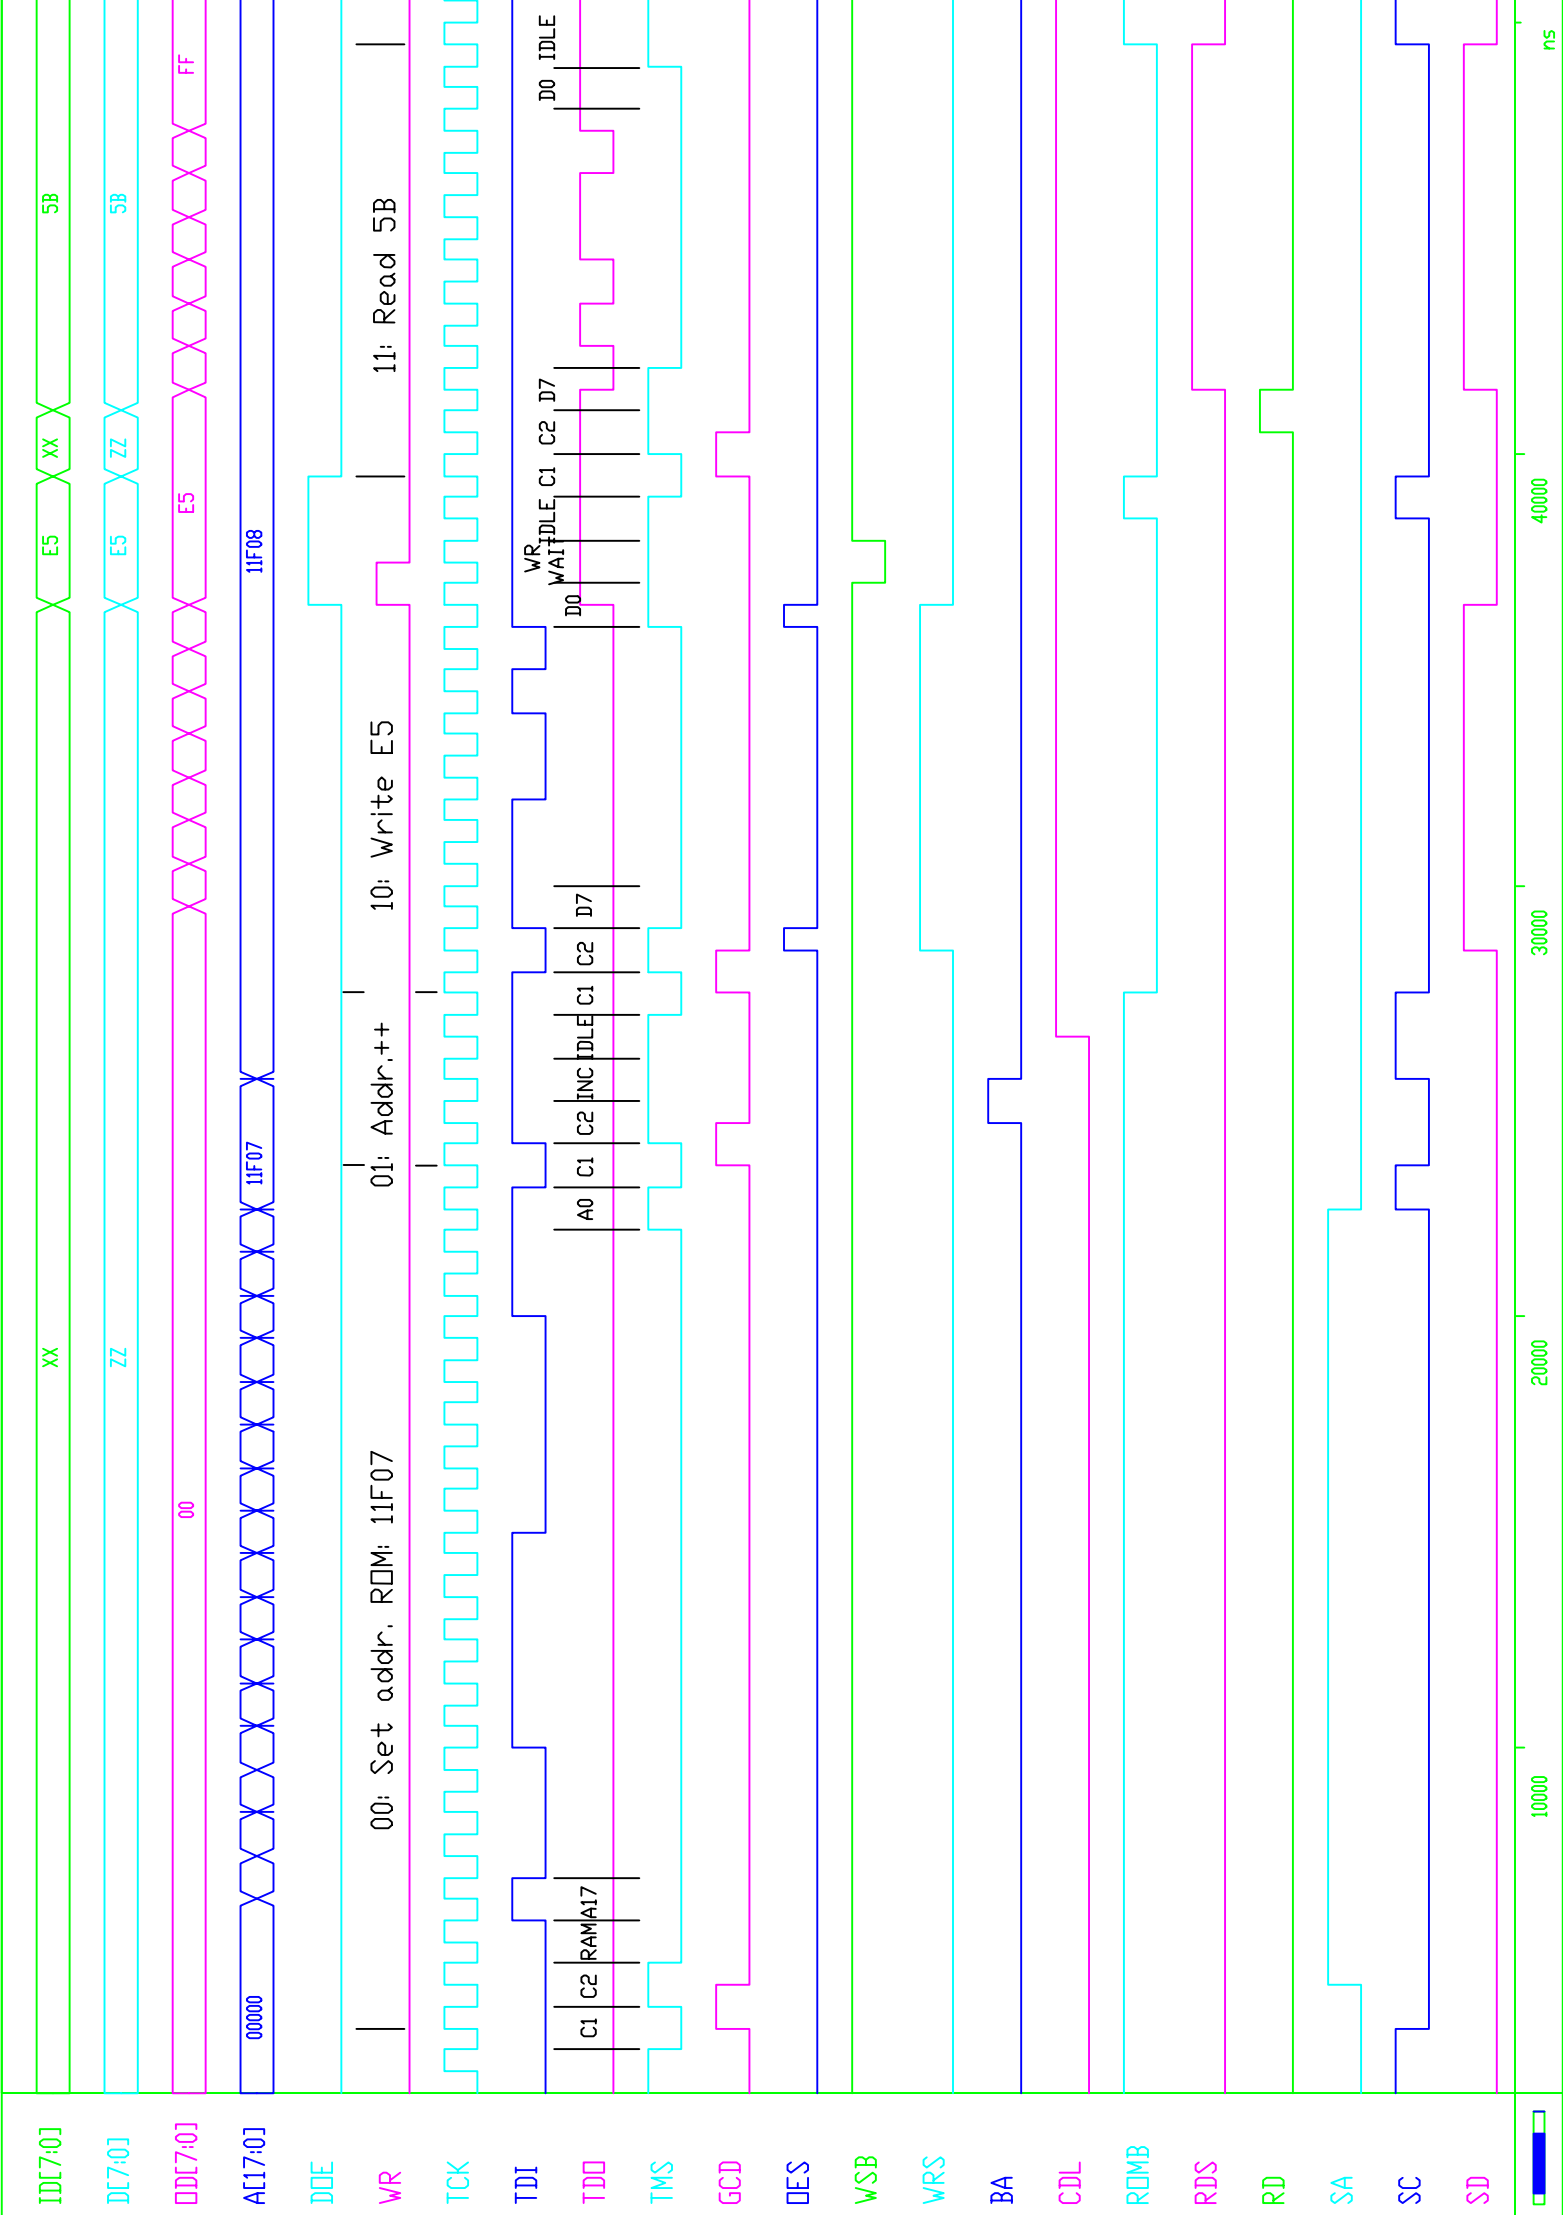 ID[7:0] XX E5 XX 5B
D[7:0] ZZ E5 ZZ 5B
OD[7:0] 00 E5 FF
A[17:0] 00000 11F07 11F08
DOE
WR 00: Set addr. ROM: 11F07 01: Addr.++ 10: Write E5 11: Read 5B
TCK
TDI
WR
WAIT IDLE C1 C2 D7 D0 IDLE
TDO C1 C2 RAM A17 A0 C1 C2 INC IDLE C1 C2 D7 D0
TMS
GCD
OES
WSB
WRS
BA
CDL
ROMB
RDS
RD
SA
SC
SD
10000 20000 30000 40000 ns